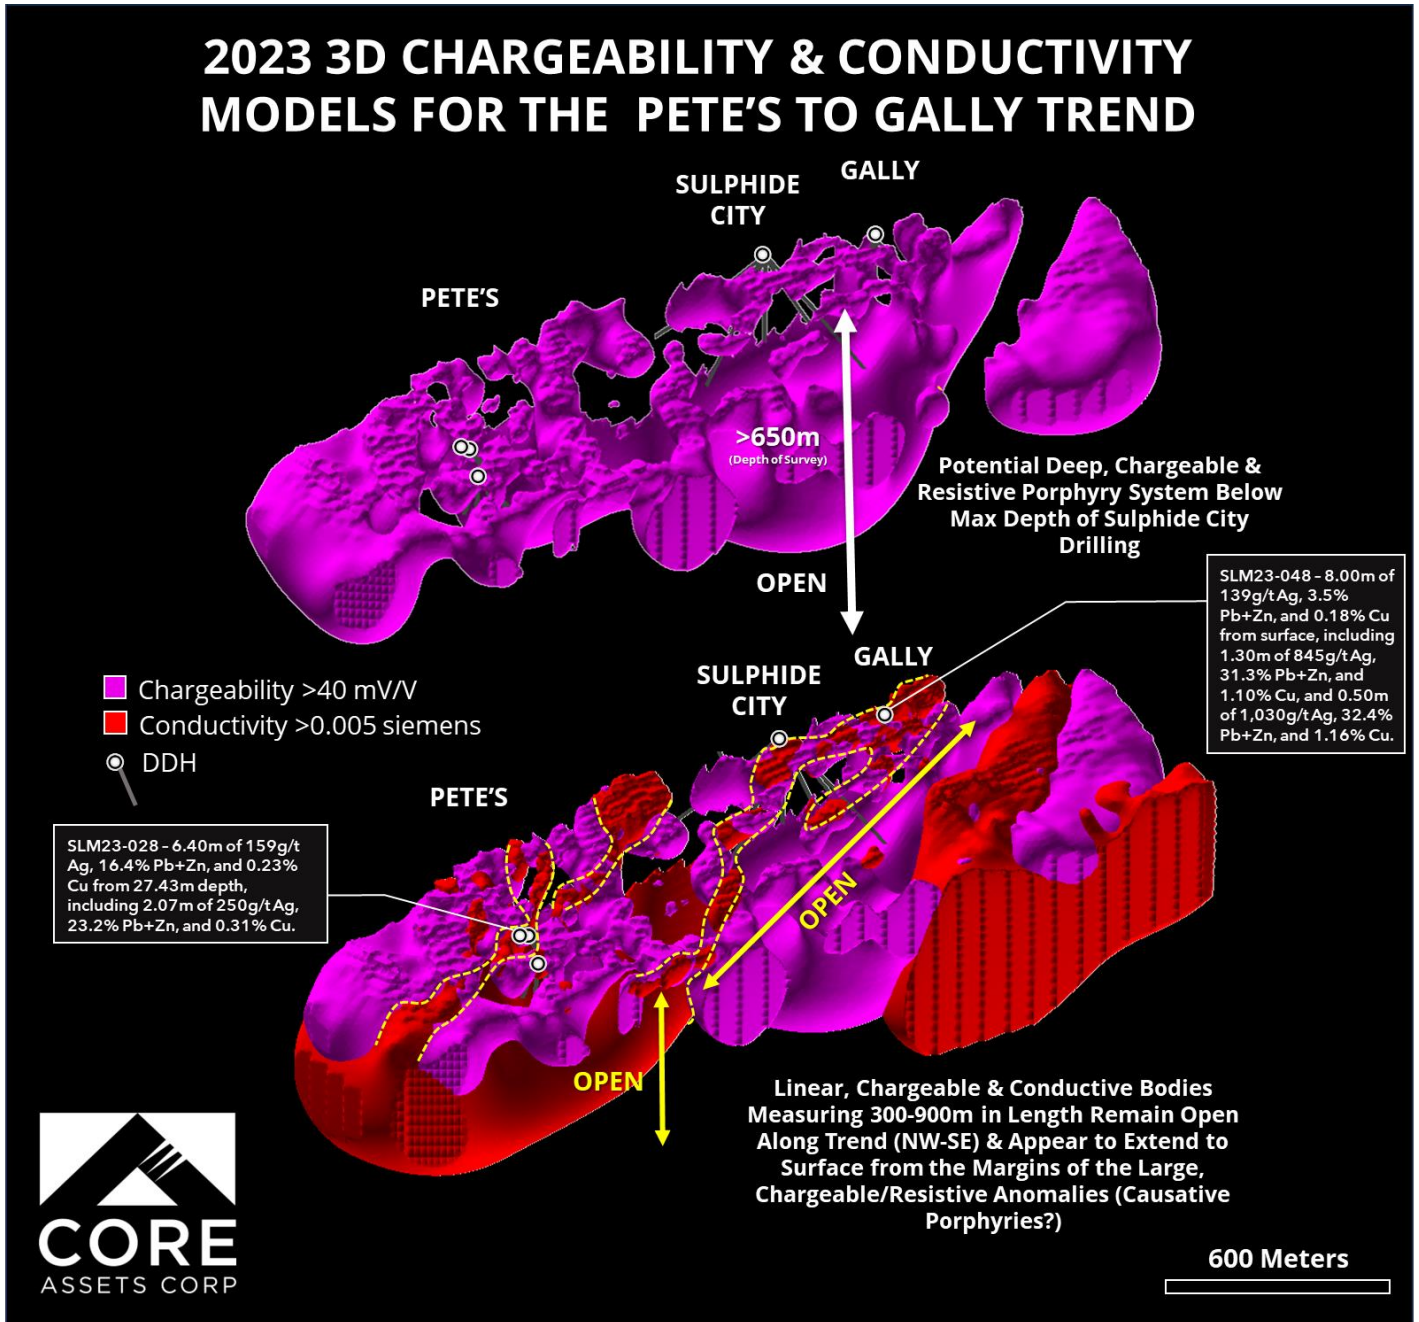 2023 3D CHARGEABILITY & CONDUCTIVITY
MODELS FOR THE PETE'S TO GALLY TREND
GALLY
SULPHIDE
CITY
PETE'S
>650m
(Depth of Survey)
Potential Deep, Chargeable &
Resistive Porphyry System Below
Max Depth of Sulphide City
Drilling
OPEN
SLM23-048 – 8.00m of
139g/t Ag, 3.5%
Pb+Zn, and 0.18% Cu
from surface, including
1.30m of 845g/t Ag,
31.3% Pb+Zn, and
1.10% Cu, and 0.50m
of 1,030g/t Ag, 32.4%
Pb+Zn, and 1.16% Cu.
Chargeability >40 mV/V
Conductivity >0.005 siemens
DDH
GALLY
SULPHIDE
CITY
PETE'S
SLM23-028 – 6.40m of 159g/t
Ag, 16.4% Pb+Zn, and 0.23%
Cu from 27.43m depth,
including 2.07m of 250g/t Ag,
23.2% Pb+Zn, and 0.31% Cu.
OPEN
OPEN
Linear, Chargeable & Conductive Bodies
Measuring 300-900m in Length Remain Open
Along Trend (NW-SE) & Appear to Extend to
Surface from the Margins of the Large,
Chargeable/Resistive Anomalies (Causative
Porphyries?)
CORE
ASSETS CORP
600 Meters